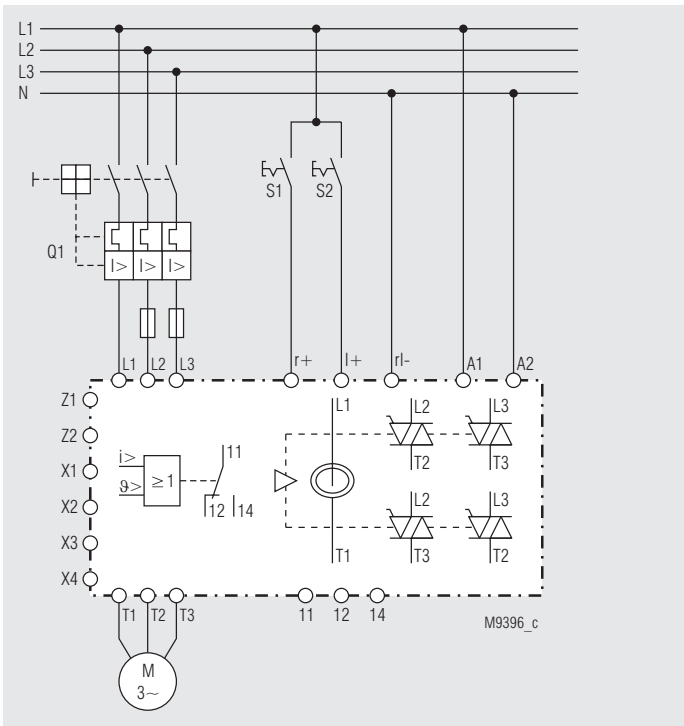 L1
L2
L3
N
S1 S2
Q1
I> I> I>
L1 L2 L3 r+ l+ rl- A1 A2
Z1
Z2
X1
X2
X3
X4
L1 L2 L3
i>
ϑ>
≥1
11
12 14
T2 T3
L2 L3
T1 T3 T2
T1 T2 T3 11 12 14
M9396_c
M
3~